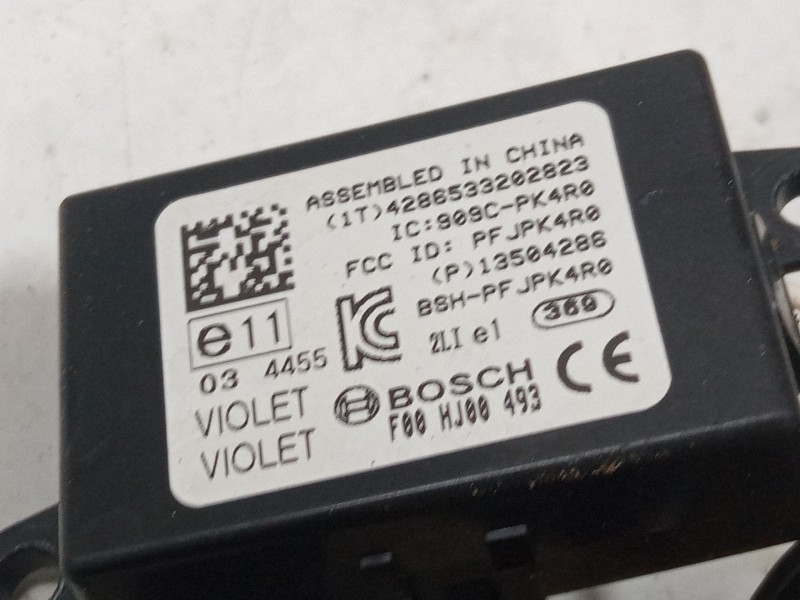 ASSEMBLED IN CHINA
(1T)4286533202823
IC:909C-PK4R0
FCC ID: PFJPK4R0
(P)13504286
BSH-PFJPK4R0
e11
03 4455
2LI e1
369
VIOLET
BOSCH
CE
VIOLET
F00 HJ00 493